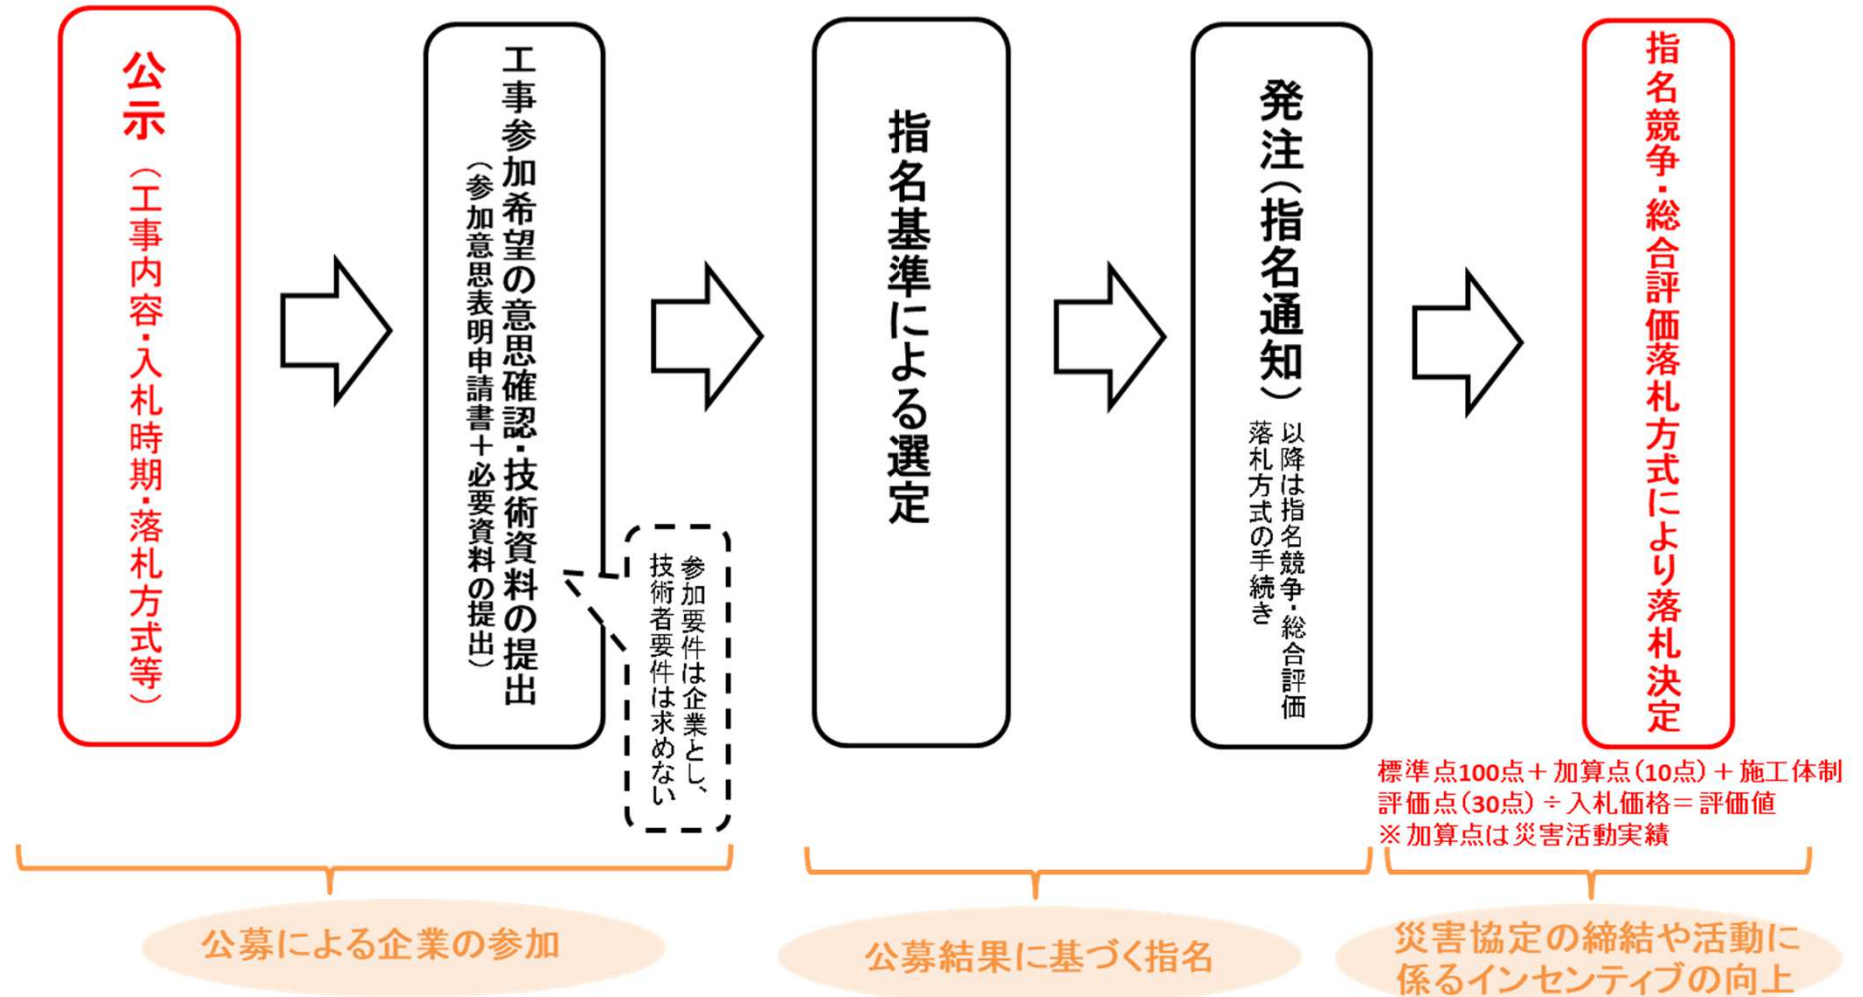 公示（工事内容・入札時期・落札方式等）
工事参加希望の意思確認・技術資料の提出
（参加意思表明申請書＋必要資料の提出）
参加要件は企業とし、
技術者要件は求めない
指名基準による選定
発注（指名通知）
以降は指名競争・総合評価
落札方式の手続き
指名競争・総合評価落札方式により落札決定
標準点100点＋加算点（10点）＋施工体制
評価点（30点）÷入札価格＝評価値
※加算点は災害活動実績
公募による企業の参加
公募結果に基づく指名
災害協定の締結や活動に
係るインセンティブの向上